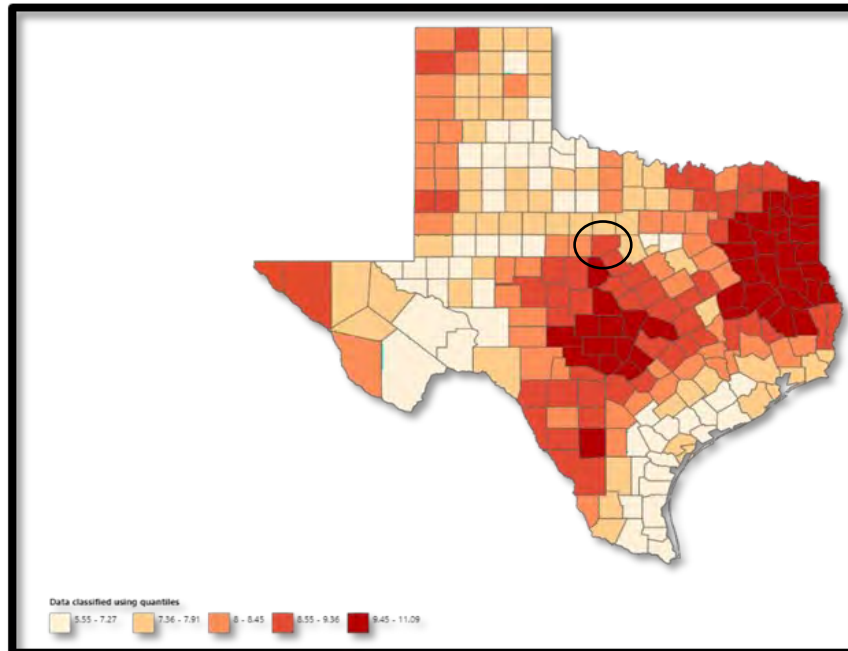 Data classified using quantiles
5.55 - 7.27 7.36 - 7.91 8 - 8.45 8.55 - 9.36 9.45 - 11.09